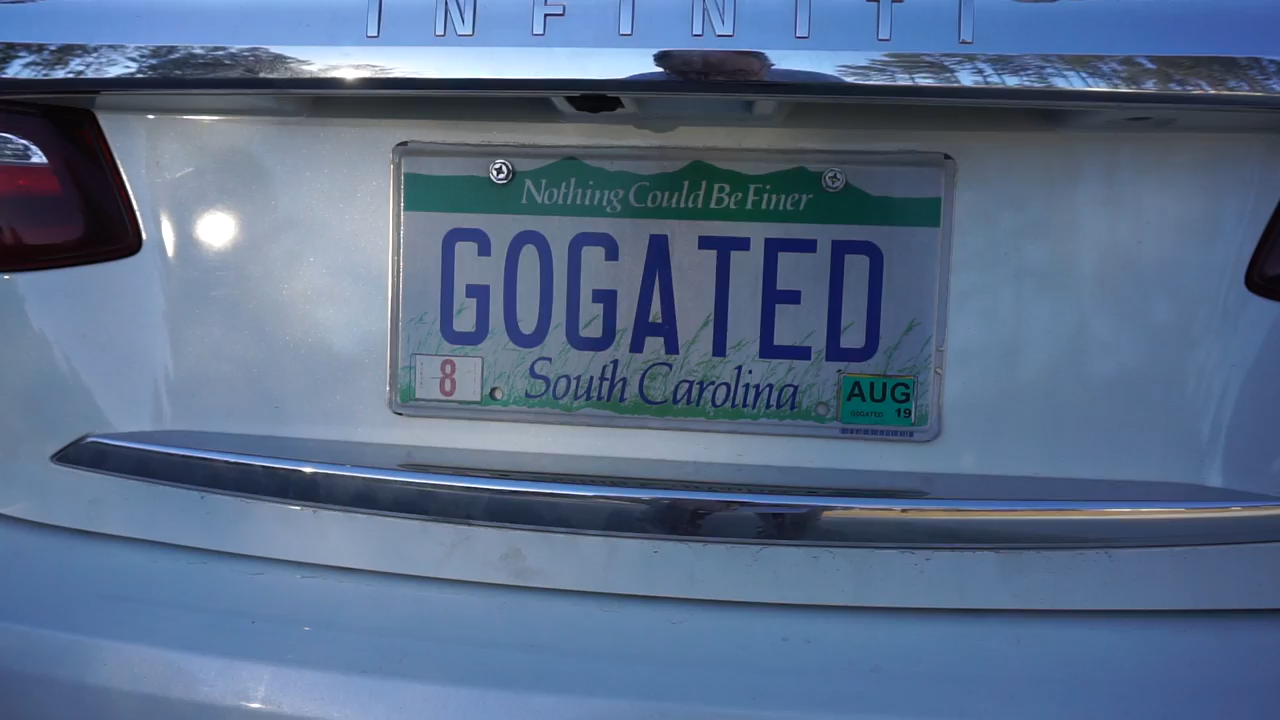 INFINITI
Nothing Could Be Finer
GOGATED
8
South Carolina
AUG
GOGATED 19